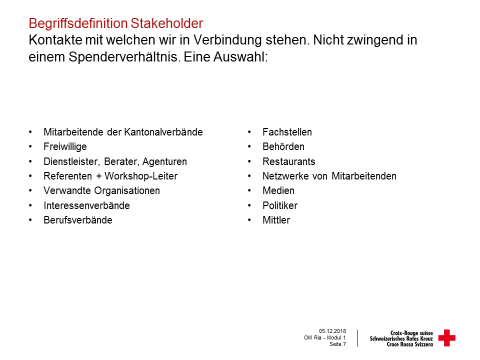 Begriffsdefinition Stakeholder
Kontakte mit welchen wir in Verbindung stehen. Nicht zwingend in
einem Spenderverhältnis. Eine Auswahl:
• Mitarbeitende der Kantonalverbände
• Freiwillige
• Dienstleister, Berater, Agenturen
• Referenten + Workshop-Leiter
• Verwandte Organisationen
• Interessenverbände
• Berufsverbände
• Fachstellen
• Behörden
• Restaurants
• Netzwerke von Mitarbeitenden
• Medien
• Politiker
• Mittler
05.12.2018
OM Ria - Modul 1
Seite 7
Croix-Rouge suisse
Schweizerisches Rotes Kreuz
Croce Rossa Svizzera